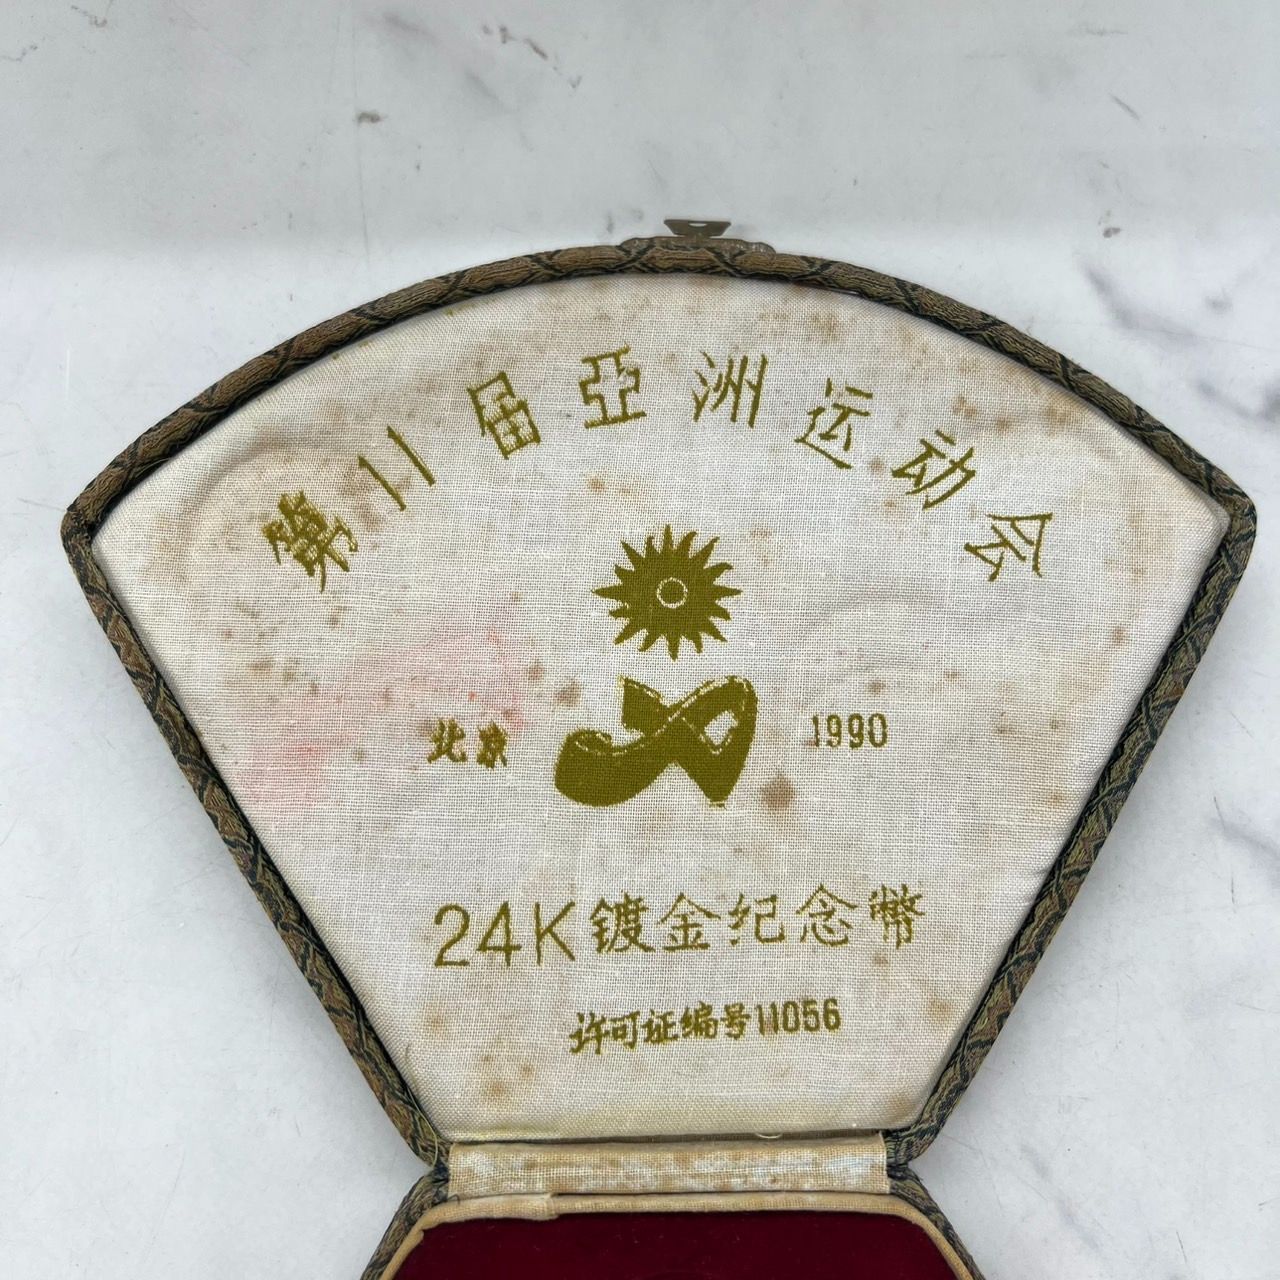 第11届亞洲运动会
北京 1990
24K镀金纪念幣
许可证编号11056